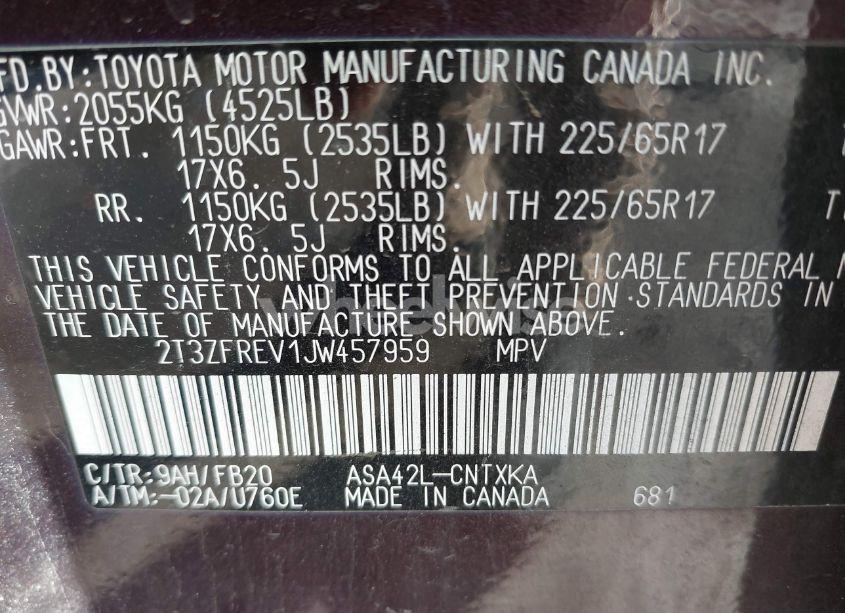 FD.BY:TOYOTA MOTOR MANUFACTURING CANADA INC.
GVWR:2055KG (4525LB)
GAWR:FRT. 1150KG (2535LB) WITH 225/65R17
17X6. 5J RIMS.
RR. 1150KG (2535LB) WITH 225/65R17 T
17X6. 5J RIMS.
THIS VEHICLE CONFORMS TO ALL APPLICABLE FEDERAL M
VEHICLE SAFETY AND THEFT PREVENTION STANDARDS IN
THE DATE OF MANUFACTURE SHOWN ABOVE.
2T3ZFREV1JW457959 MPV
C/TR:9AH/FB20 ASA42L-CNTXKA
A/TM:-02A/U760E MADE IN CANADA 681